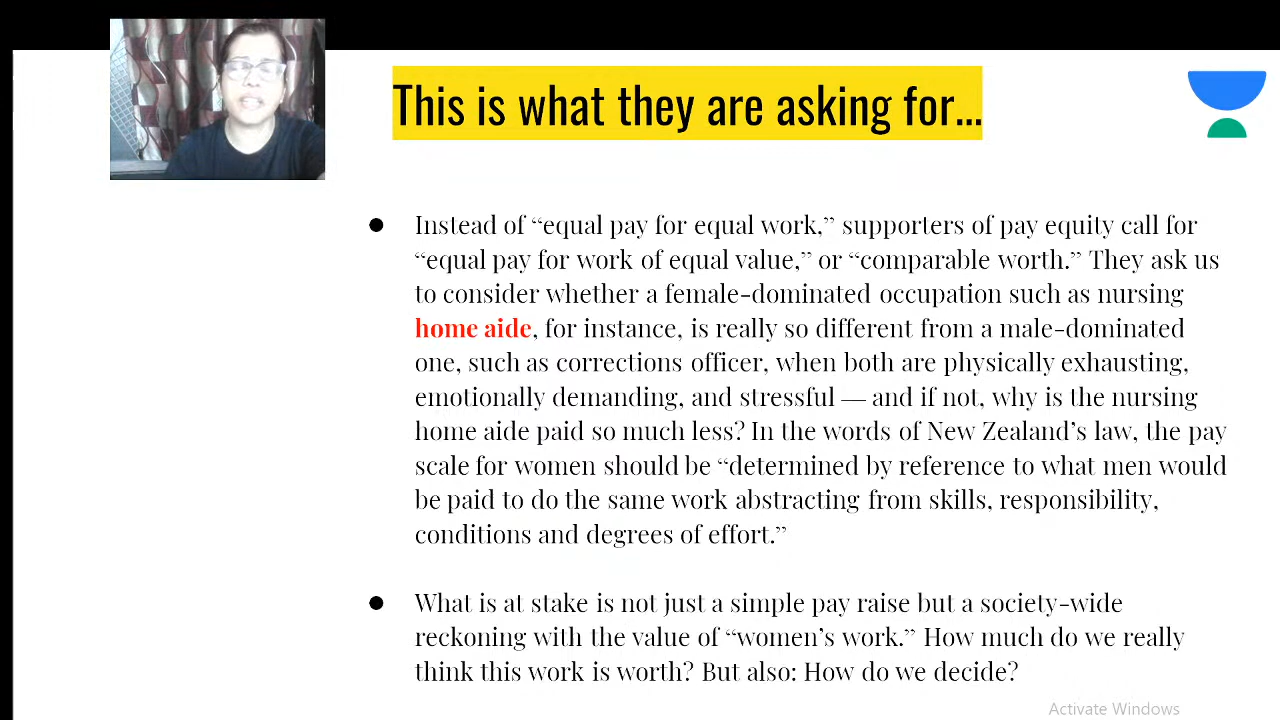 This is what they are asking for...
● Instead of “equal pay for equal work,” supporters of pay equity call for
“equal pay for work of equal value,” or “comparable worth.” They ask us
to consider whether a female-dominated occupation such as nursing
home aide, for instance, is really so different from a male-dominated
one, such as corrections officer, when both are physically exhausting,
emotionally demanding, and stressful — and if not, why is the nursing
home aide paid so much less? In the words of New Zealand’s law, the pay
scale for women should be “determined by reference to what men would
be paid to do the same work abstracting from skills, responsibility,
conditions and degrees of effort.”
● What is at stake is not just a simple pay raise but a society-wide
reckoning with the value of “women’s work.” How much do we really
think this work is worth? But also: How do we decide?
Activate Windows